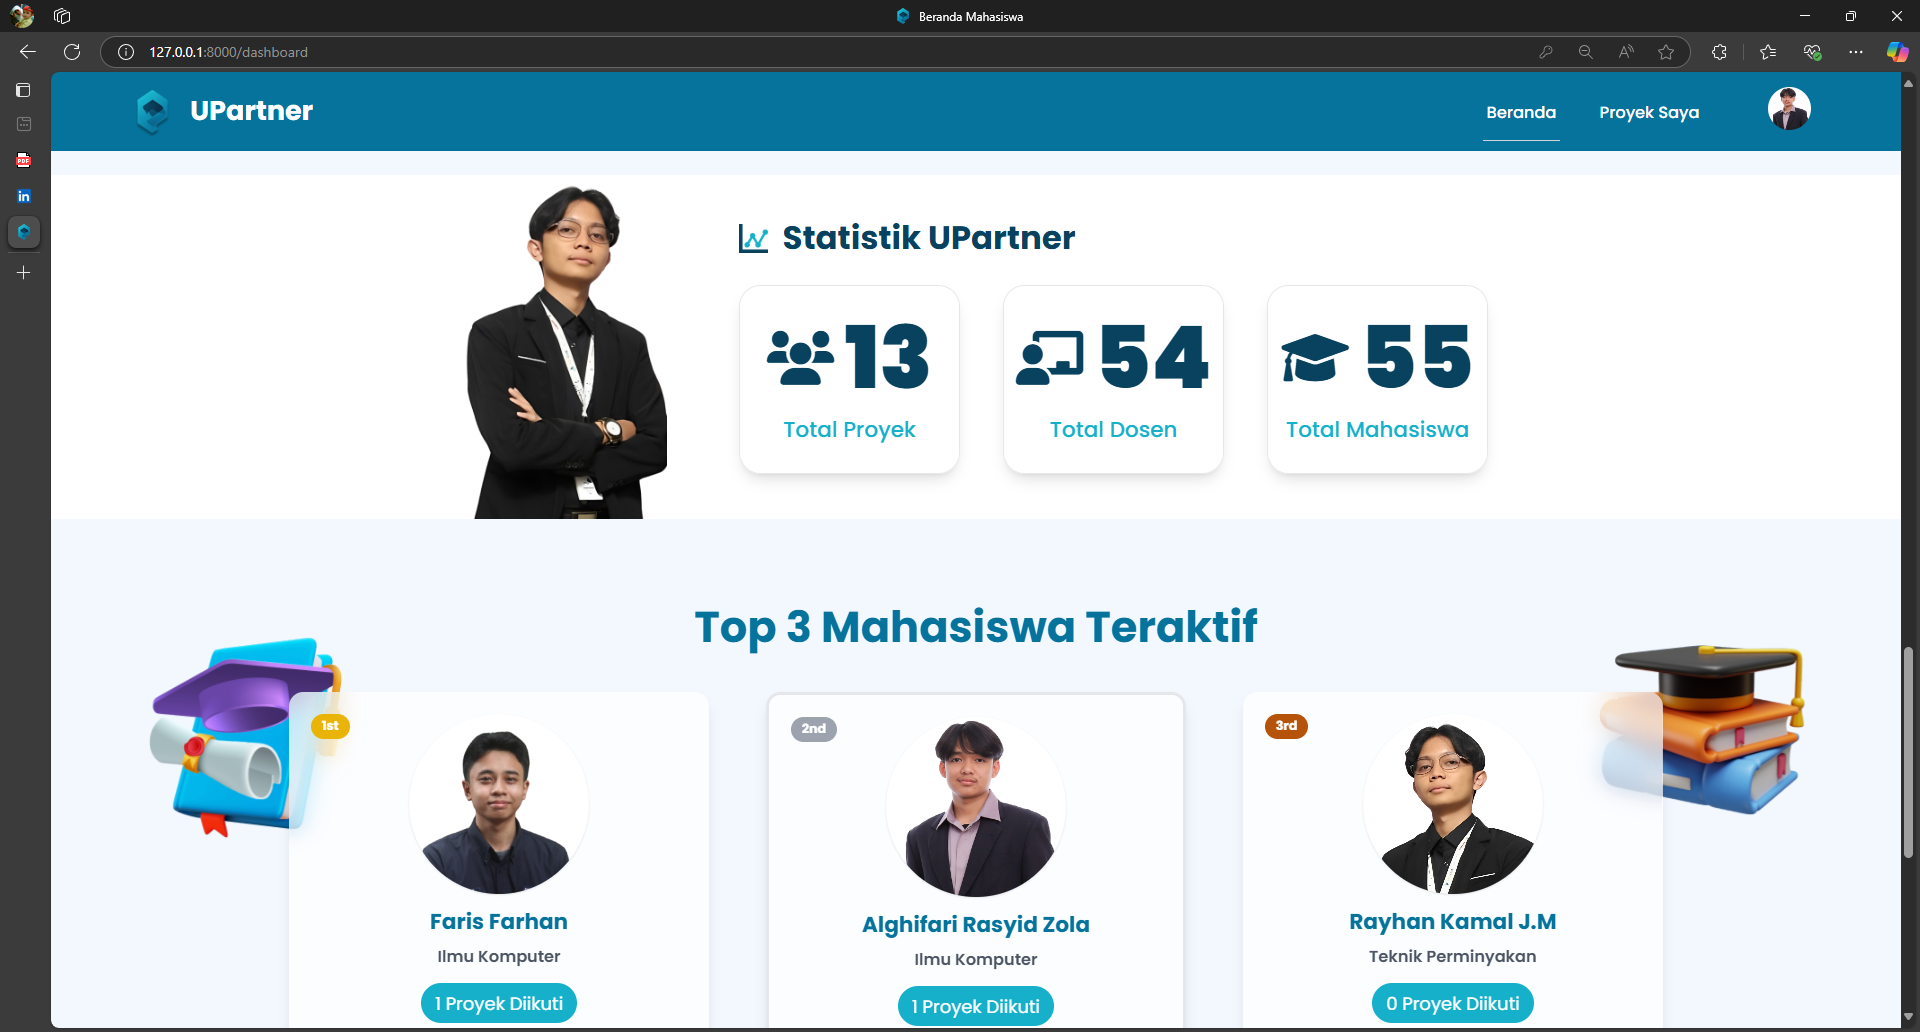 Beranda Mahasiswa
127.0.0.1:8000/dashboard
UPartner
Beranda
Proyek Saya
Statistik UPartner
13
54
55
Total Proyek
Total Dosen
Total Mahasiswa
Top 3 Mahasiswa Teraktif
1st
2nd
3rd
Faris Farhan
Alghifari Rasyid Zola
Rayhan Kamal J.M
Ilmu Komputer
Ilmu Komputer
Teknik Perminyakan
1 Proyek Diikuti
1 Proyek Diikuti
0 Proyek Diikuti
PDF
in